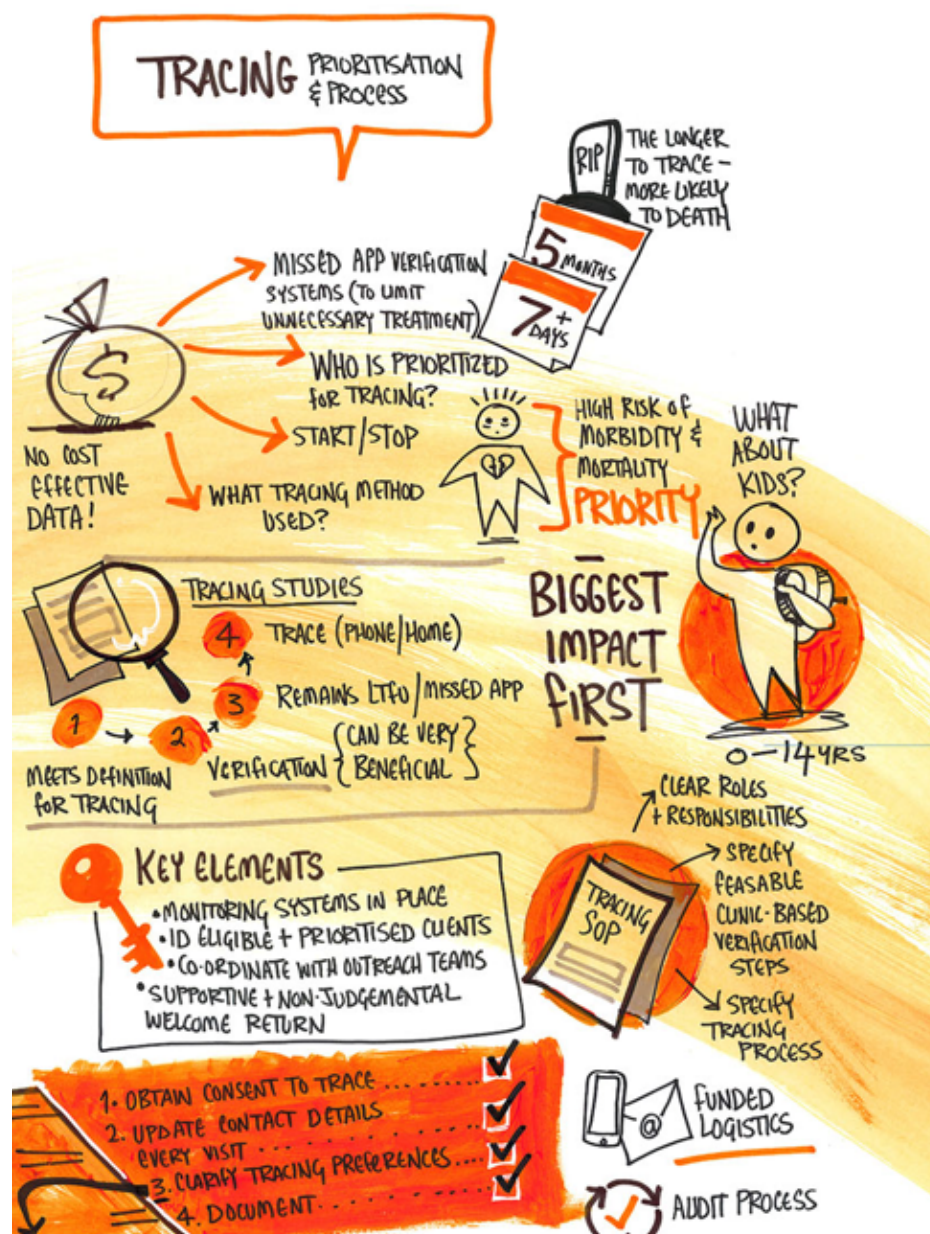 TRACING PRIORITISATION
& PROCESS
RIP
THE LONGER
TO TRACE –
MORE LIKELY
TO DEATH
5 MONTHS
7+ DAYS
MISSED APP VERIFICATION
SYSTEMS (TO LIMIT
UNNECESSARY TREATMENT)
WHO IS PRIORITIZED
FOR TRACING?
START/STOP
WHAT TRACING METHOD
USED?
$
NO COST
EFFECTIVE
DATA!
HIGH RISK OF
MORBIDITY &
MORTALITY
PRIORITY
WHAT
ABOUT
KIDS?
0–14YRS
TRACING STUDIES
4 TRACE (PHONE/HOME)
3 REMAINS LTFU/MISSED APP
2
VERIFICATION {CAN BE VERY
BENEFICIAL}
1
MEETS DEFINITION
FOR TRACING
BIGGEST
IMPACT
FIRST
KEY ELEMENTS
•MONITORING SYSTEMS IN PLACE
•ID ELIGIBLE + PRIORITISED CLIENTS
•CO-ORDINATE WITH OUTREACH TEAMS
•SUPPORTIVE + NON-JUDGEMENTAL
WELCOME RETURN
TRACING
SOP
CLEAR ROLES
+ RESPONSIBILITIES
SPECIFY
FEASABLE
CLINIC-BASED
VERIFICATION
STEPS
SPECIFY
TRACING
PROCESS
1. OBTAIN CONSENT TO TRACE
2. UPDATE CONTACT DETAILS
EVERY VISIT
3. CLARIFY TRACING PREFERENCES
4. DOCUMENT
@
FUNDED
LOGISTICS
AUDIT PROCESS